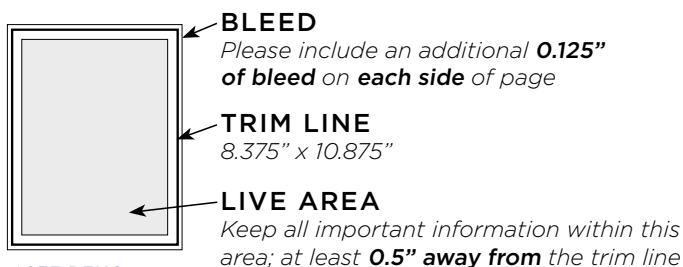 BLEED
Please include an additional 0.125”
of bleed on each side of page
TRIM LINE
8.375” x 10.875”
LIVE AREA
Keep all important information within this
area; at least 0.5” away from the trim line